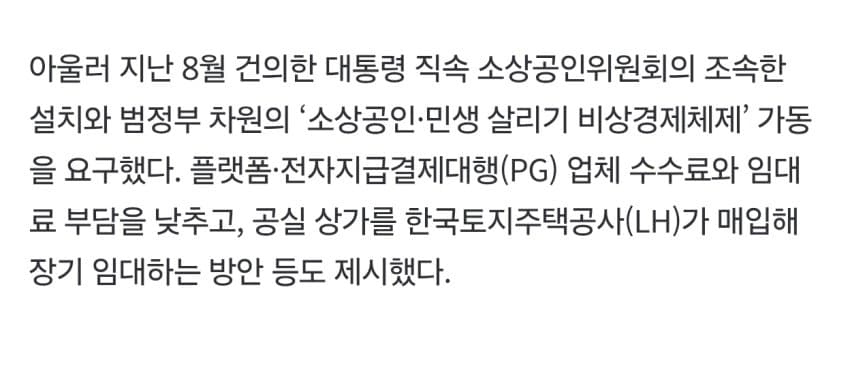 아울러 지난 8월 건의한 대통령 직속 소상공인위원회의 조속한
설치와 범정부 차원의 ‘소상공인·민생 살리기 비상경제체제’ 가동
을 요구했다. 플랫폼·전자지급결제대행(PG) 업체 수수료와 임대
료 부담을 낮추고, 공실 상가를 한국토지주택공사(LH)가 매입해
장기 임대하는 방안 등도 제시했다.